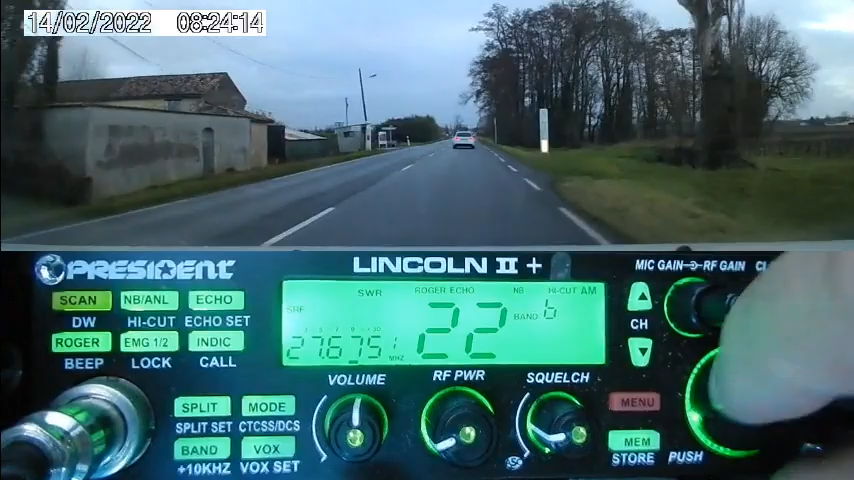 14/02/2022 08:24:14
PRESIDENT LINCOLN II + MIC GAIN RF GAIN CL
SCAN NB/ANL ECHO
DW HI-CUT ECHO SET
ROGER EMG 1/2 INDIC
BEEP LOCK CALL
SWR ROGER ECHO NB HI-CUT AM
SRF
22 BAND b
27.675 MHZ
CH
VOLUME RF PWR SQUELCH
SPLIT MODE
SPLIT SET CTCSS/DCS
BAND VOX
+10KHZ VOX SET
MENU
MEM
STORE PUSH